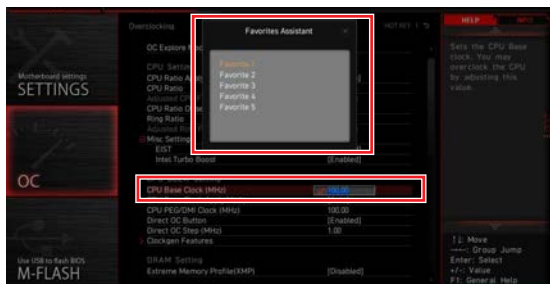 Overclocking
Favorites Assistant
HOT KEY
HELP
INFO
OC Explore
Favorite 1
Favorite 2
Favorite 3
Favorite 4
Favorite 5
Sets the CPU Base
clock. You may
overclock the CPU
by adjusting this
value.
Motherboard settings
SETTINGS
CPU Setting
CPU Ratio
CPU Ratio
Adjusted CPU
CPU Ratio
Ring Ratio
Adjusted Ring
Misc Setting
EIST
Intel Turbo Boost [Enabled]
OC
CPU Base Clock (MHz) 100.00
CPU PEG/DMI Clock (MHz) 100.00
Direct OC Button [Enabled]
Direct OC Step (MHz) 1.00
Clockgen Features
DRAM Setting
Extreme Memory Profile(XMP) [Disabled]
Use USB to flash BIOS
M-FLASH
Move
Group Jump
Enter: Select
+/-: Value
F1: General Help